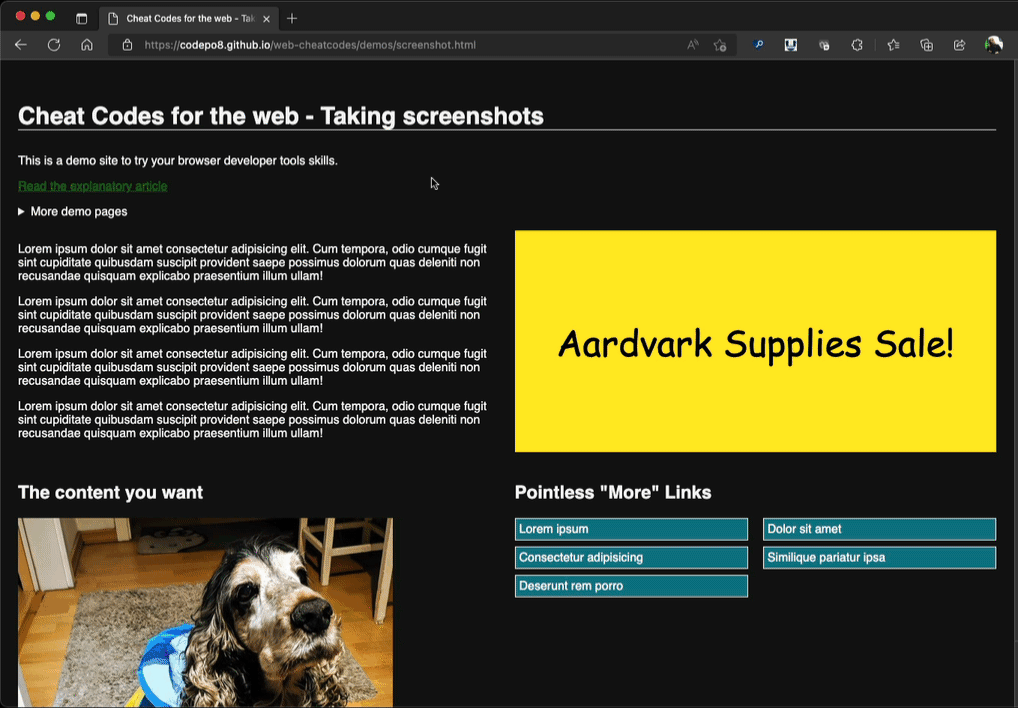 Cheat Codes for the web - Tak
https://codepo8.github.io/web-cheatcodes/demos/screenshot.html
Cheat Codes for the web - Taking screenshots
This is a demo site to try your browser developer tools skills.
Read the explanatory article
More demo pages
Lorem ipsum dolor sit amet consectetur adipisicing elit. Cum tempora, odio cumque fugit
sint cupiditate quibusdam suscipit provident saepe possimus dolorum quas deleniti non
recusandae quisquam explicabo praesentium illum ullam!
Lorem ipsum dolor sit amet consectetur adipisicing elit. Cum tempora, odio cumque fugit
sint cupiditate quibusdam suscipit provident saepe possimus dolorum quas deleniti non
recusandae quisquam explicabo praesentium illum ullam!
Lorem ipsum dolor sit amet consectetur adipisicing elit. Cum tempora, odio cumque fugit
sint cupiditate quibusdam suscipit provident saepe possimus dolorum quas deleniti non
recusandae quisquam explicabo praesentium illum ullam!
Lorem ipsum dolor sit amet consectetur adipisicing elit. Cum tempora, odio cumque fugit
sint cupiditate quibusdam suscipit provident saepe possimus dolorum quas deleniti non
recusandae quisquam explicabo praesentium illum ullam!
Aardvark Supplies Sale!
The content you want
Pointless "More" Links
Lorem ipsum
Dolor sit amet
Consectetur adipisicing
Similique pariatur ipsa
Deserunt rem porro